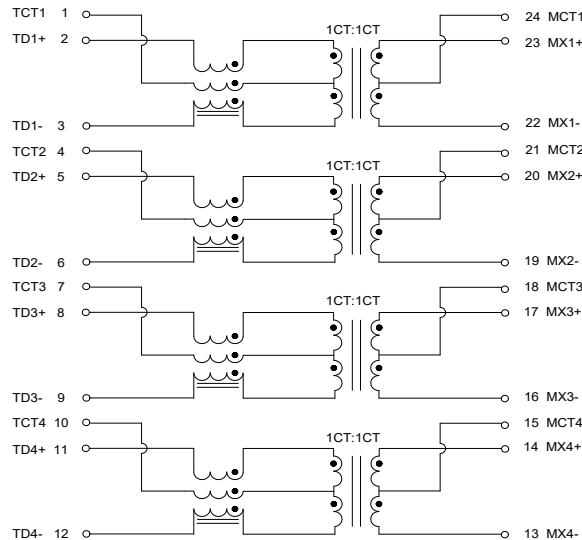 TCT1 1
24 MCT1
TD1+ 2
1CT:1CT
23 MX1+
TD1- 3
22 MX1-
TCT2 4
21 MCT2
1CT:1CT
TD2+ 5
20 MX2+
TD2- 6
19 MX2-
TCT3 7
18 MCT3
1CT:1CT
TD3+ 8
17 MX3+
TD3- 9
16 MX3-
TCT4 10
15 MCT4
1CT:1CT
TD4+ 11
14 MX4+
TD4- 12
13 MX4-